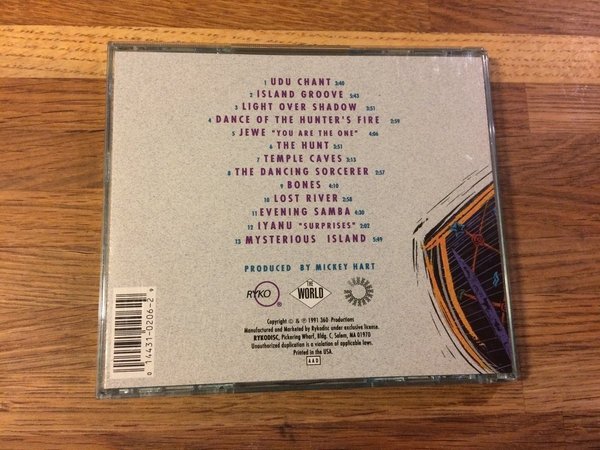 1 UDU CHANT 3:40
2 ISLAND GROOVE 5:43
3 LIGHT OVER SHADOW 3:51
4 DANCE OF THE HUNTER'S FIRE 2:59
5 JEWE "YOU ARE THE ONE" 4:06
6 THE HUNT 3:51
7 TEMPLE CAVES 3:13
8 THE DANCING SORCERER 2:57
9 BONES 4:10
10 LOST RIVER 2:58
11 EVENING SAMBA 4:30
12 IYANU "SURPRISES" 2:02
13 MYSTERIOUS ISLAND 5:49
PRODUCED BY MICKEY HART
RYKO
THE WORLD
Copyright © & ℗ 1991 360° Productions
Manufactured and Marketed by Rykodisc under exclusive license.
RYKODISC, Pickering Wharf, Bldg. C, Salem, MA 01970
Unauthorized duplication is a violation of applicable laws.
Printed in the USA.
AAD
0 14431-0206-2 9